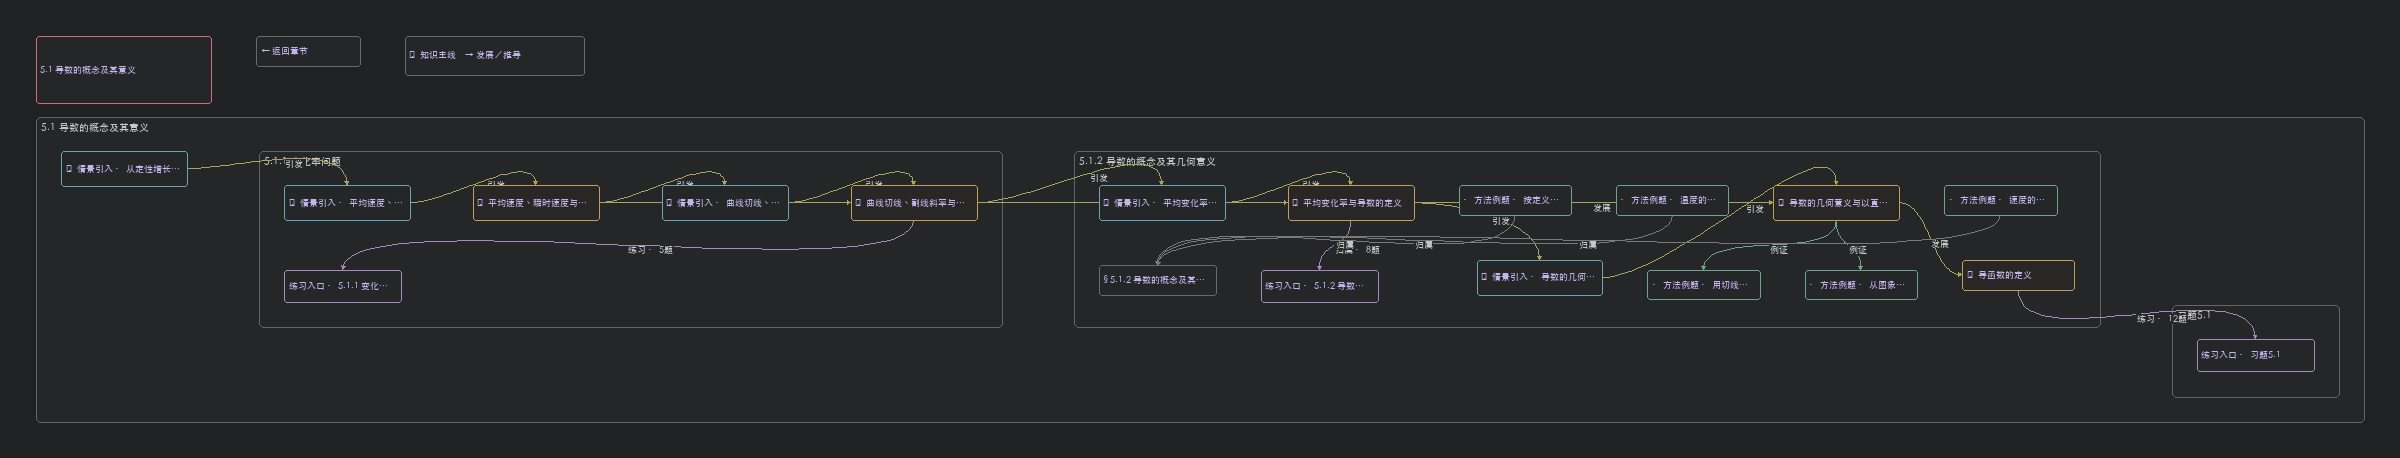 5.1 导数的概念及其意义
← 返回章节
知识主线 → 发展／推导
5.1 导数的概念及其意义
情景引入· 从定性增长…
引发
5.1.1
率问题
情景引入· 平均速度、…
引发
平均速度、瞬时速度与…
引发
情景引入· 曲线切线、…
引发
曲线切线、割线斜率与…
练习· 5题
练习入口· 5.1.1 变化…
引发
5.1.2 导数的概念及其几何意义
情景引入· 平均变化率…
引发
平均变化率与导数的定义
· 方法例题· 按定义…
发展
· 方法例题· 温度的…
引发
导数的几何意义与以直…
· 方法例题· 速度的…
引发
归属
归属
归属
8题
例证
例证
发展
§5.1.2 导数的概念及其…
练习入口· 5.1.2 导数…
情景引入· 导数的几何…
· 方法例题· 用切线…
· 方法例题· 从图象…
导函数的定义
练习· 12题
题5.1
练习入口· 习题5.1